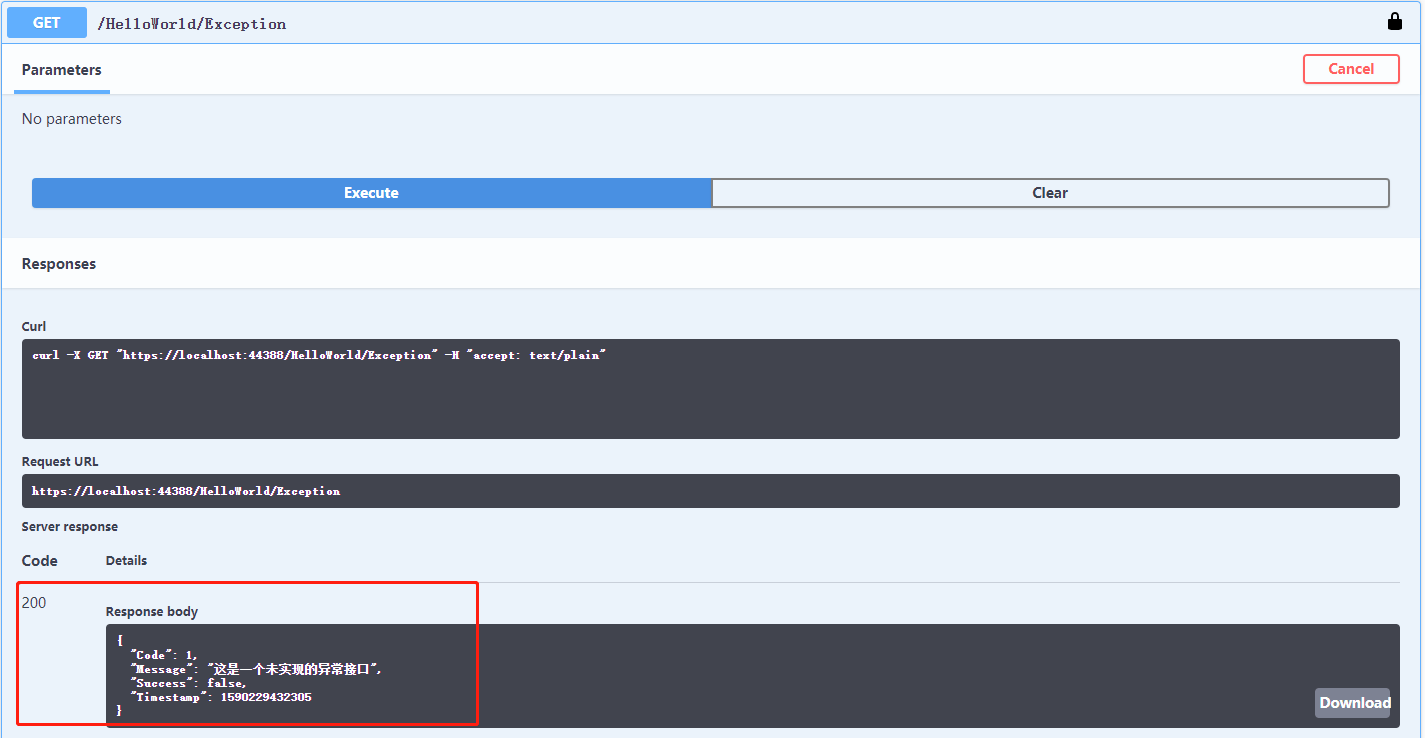 GET /HelloWorld/Exception
Parameters
Cancel
No parameters
Execute
Clear
Responses
Curl
curl -X GET "https://localhost:44388/HelloWorld/Exception" -H "accept: text/plain"
Request URL
https://localhost:44388/HelloWorld/Exception
Server response
Code Details
200
Response body
{
"Code": 1,
"Message": "这是一个未实现的异常接口",
"Success": false,
"Timestamp": 1590229432305
}
Download